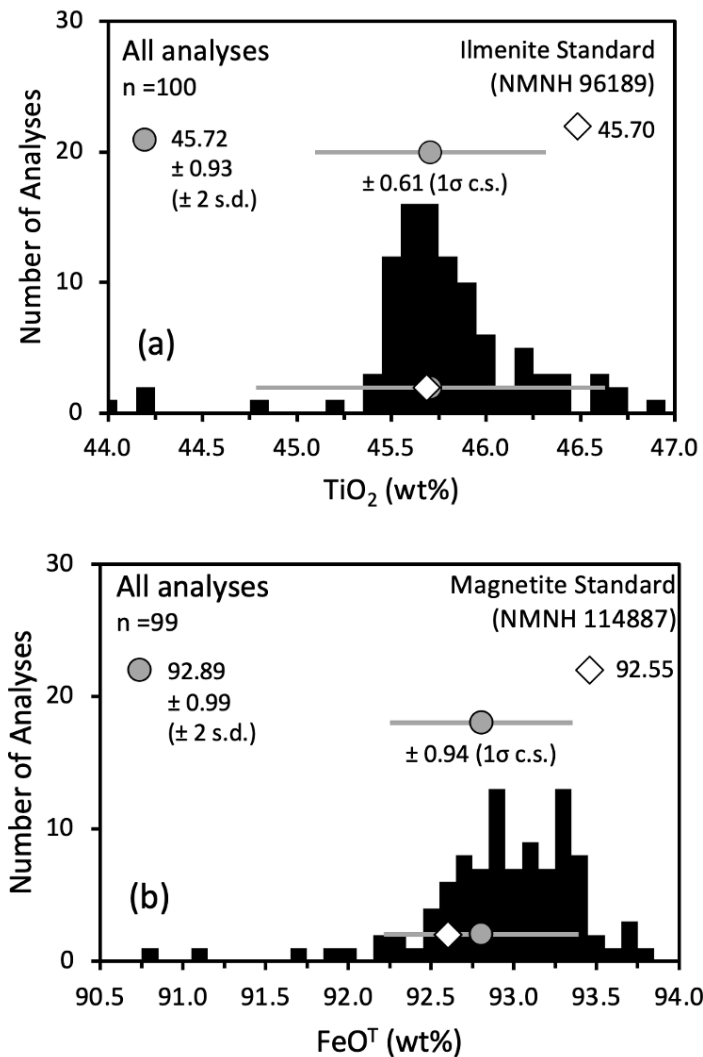 30
20
10
0
Number of Analyses
All analyses
n =100
45.72
± 0.93
(± 2 s.d.)
Ilmenite Standard
(NMNH 96189)
45.70
± 0.61 (1σ c.s.)
(a)
44.0 44.5 45.0 45.5 46.0 46.5 47.0
TiO₂ (wt%)
30
20
10
0
Number of Analyses
All analyses
n =99
92.89
± 0.99
(± 2 s.d.)
Magnetite Standard
(NMNH 114887)
92.55
± 0.94 (1σ c.s.)
(b)
90.5 91.0 91.5 92.0 92.5 93.0 93.5 94.0
FeOᵀ (wt%)